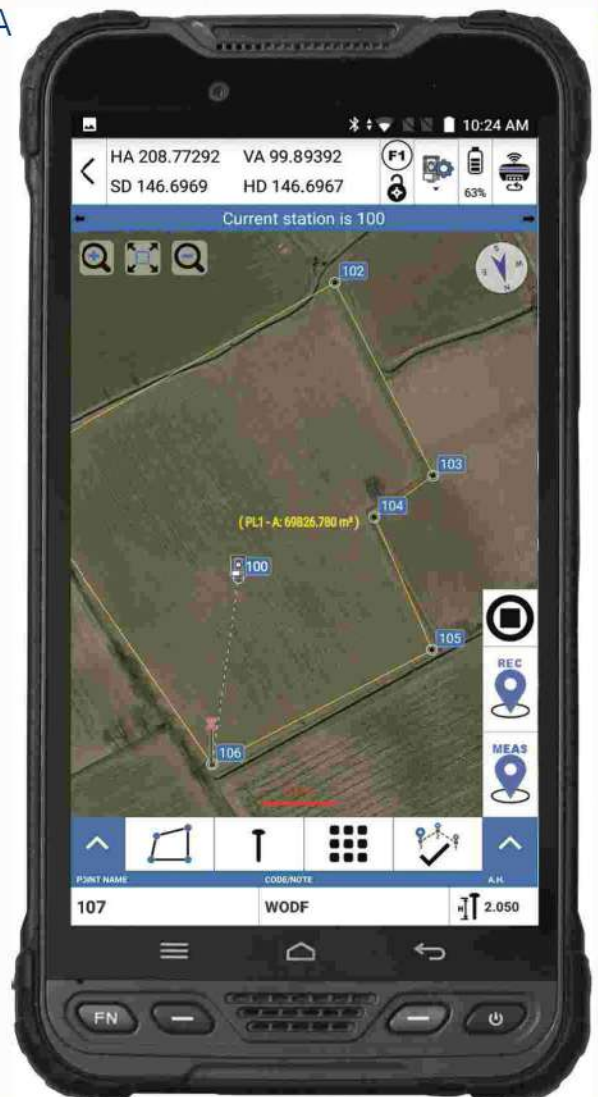 A
10:24 AM
HA 208.77292 VA 99.89392 F1
SD 146.6969 HD 146.6967 63%
Current station is 100
102
S
E W
N
103
104
( PL1 - A: 69826.780 m² )
100
105
REC
106
MEAS
POINT NAME CODE/NOTE A.H.
107 WODF H 2.050
FN